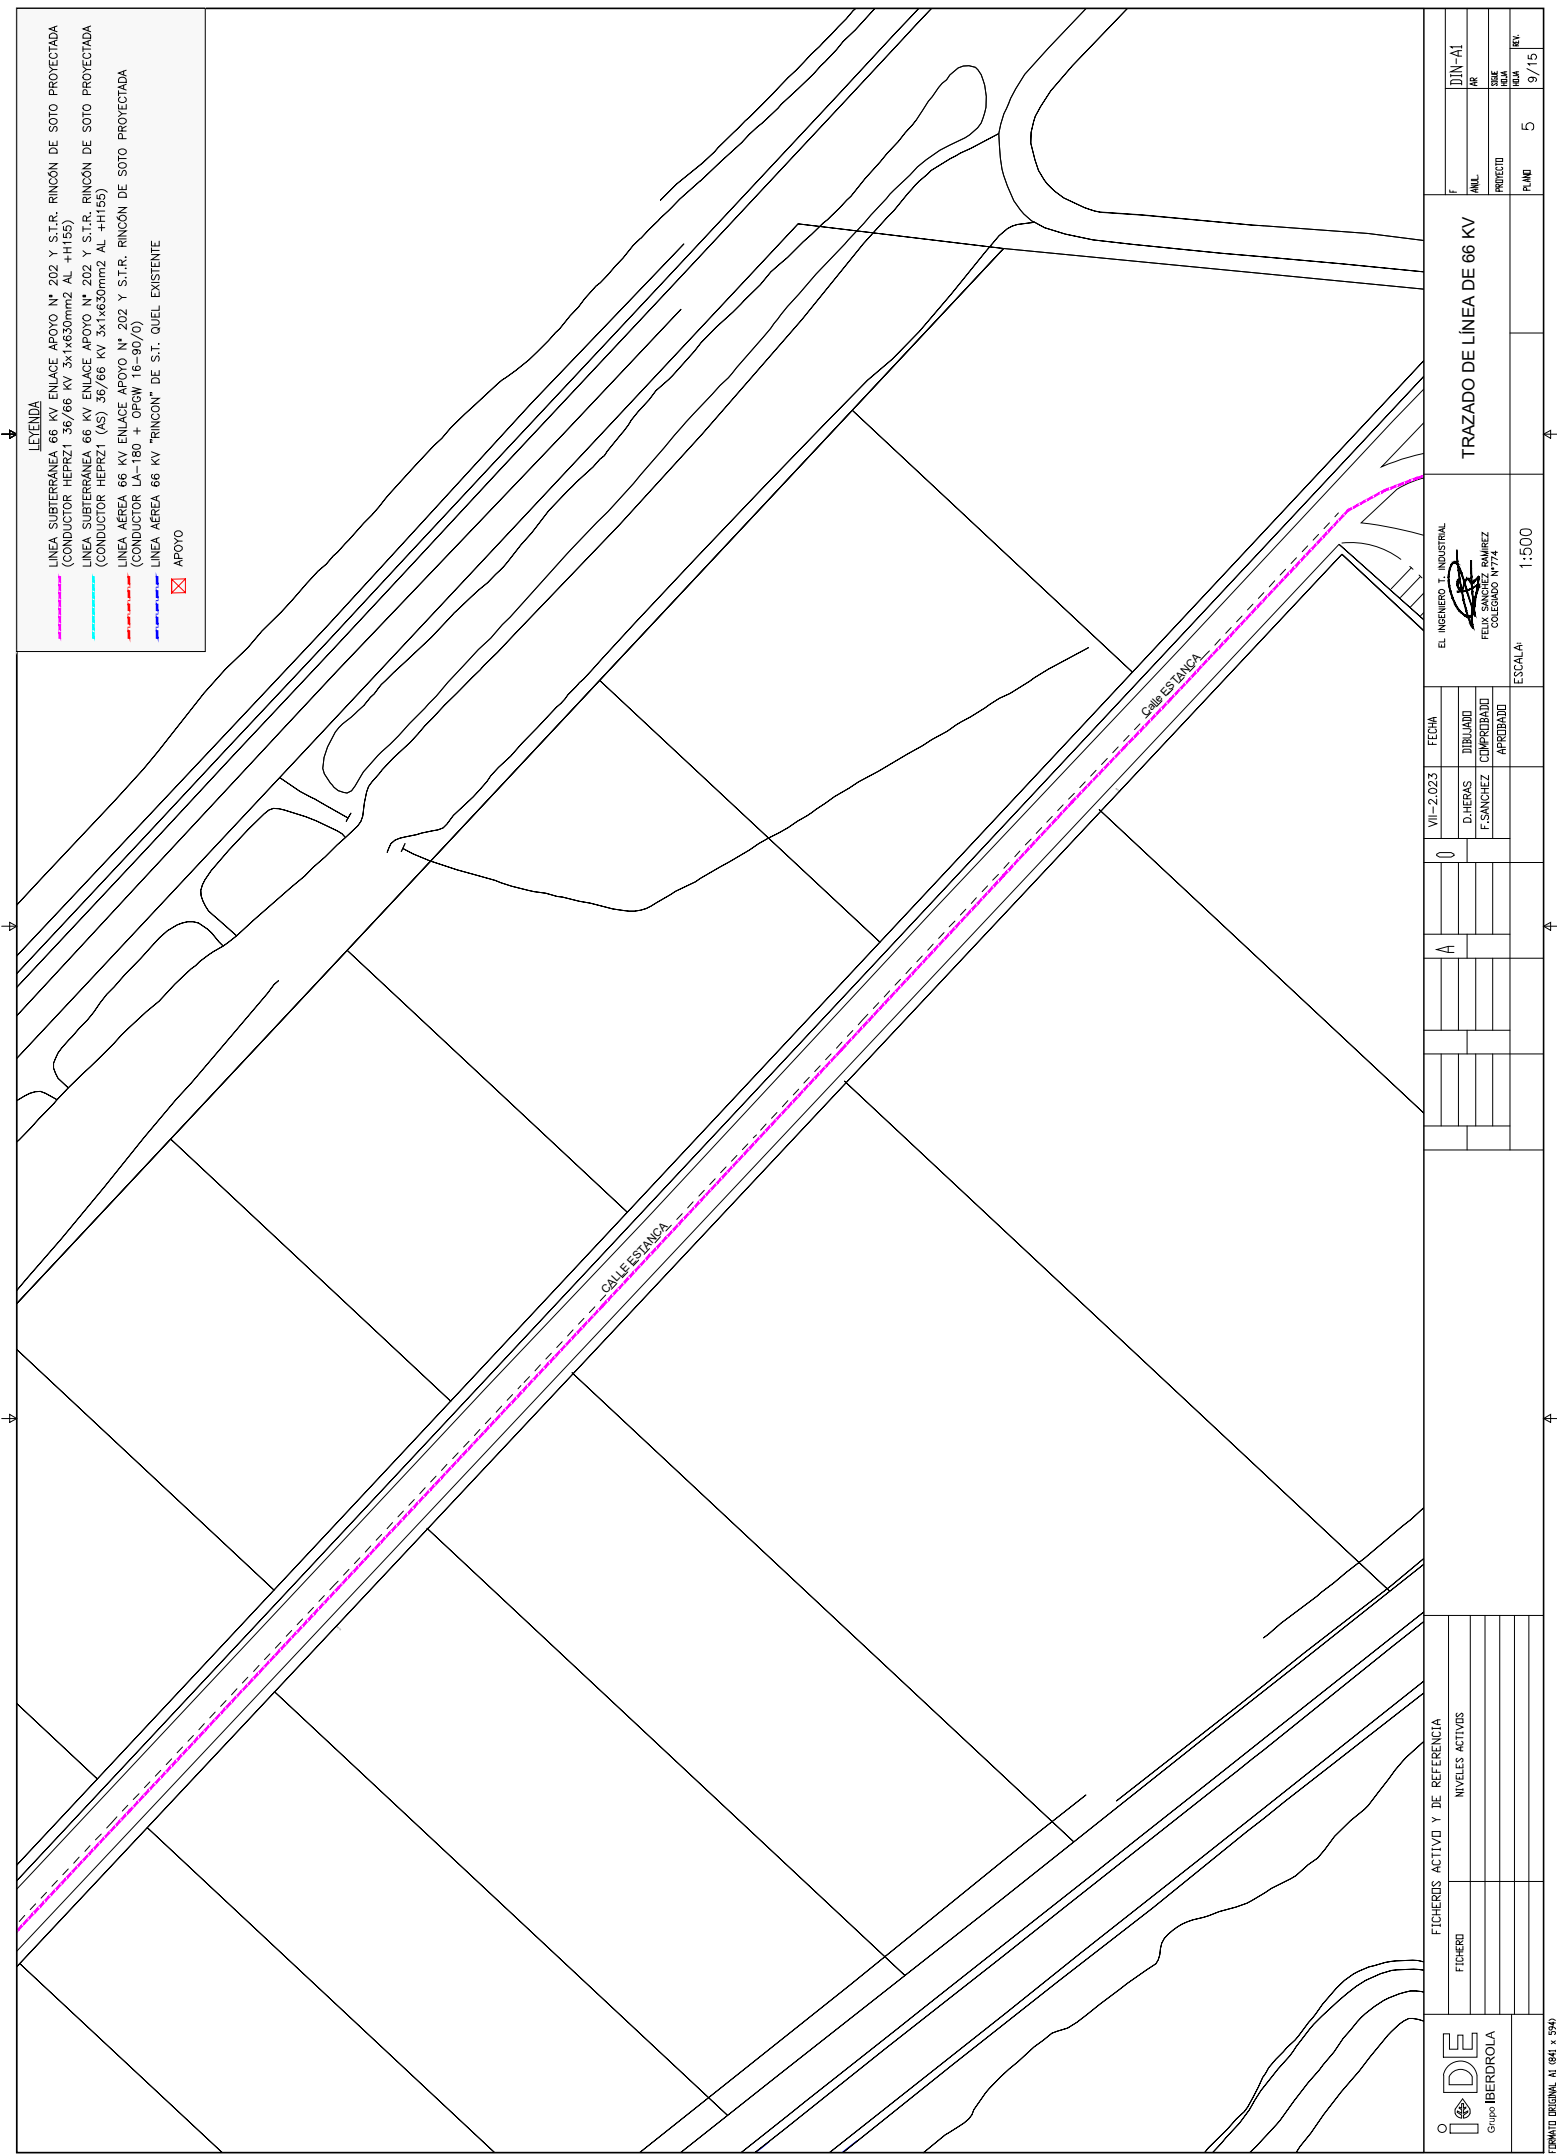 LEYENDA
LINEA SUBTERRÁNEA 66 KV ENLACE APOYO Nº 202 Y S.T.R. RINCÓN DE SOTO PROYECTADA
(CONDUCTOR HEPRZ1 36/66 KV 3x1x630mm2 AL +H155)
LINEA SUBTERRÁNEA 66 KV ENLACE APOYO Nº 202 Y S.T.R. RINCÓN DE SOTO PROYECTADA
(CONDUCTOR HEPRZ1 (AS) 36/66 KV 3x1x630mm2 AL +H155)
LINEA AÉREA 66 KV ENLACE APOYO Nº 202 Y S.T.R. RINCÓN DE SOTO PROYECTADA
(CONDUCTOR LA-180 + OPGW 16-90/0)
LINEA AÉREA 66 KV "RINCON" DE S.T. QUEL EXISTENTE
APOYO
CALLE ESTANCA
Calle ESTANCA
i DE
Grupo IBERDROLA
FICHEROS ACTIVO Y DE REFERENCIA
FICHERO
NIVELES ACTIVOS
A
0
VII-2.023
FECHA
D.HERAS
DIBUJADO
F.SANCHEZ
COMPROBADO
APROBADO
EL INGENIERO T. INDUSTRIAL
FELIX SANCHEZ RAMIREZ
COLEGIADO Nº774
ESCALA:
1:500
TRAZADO DE LÍNEA DE 66 KV
F
DIN-A1
ANUL.
AR
PROYECTO
SIGUE
HOJA
PLANO
5
HOJA
9/15
REV.
FORMATO ORIGINAL A1 (841 x 594)